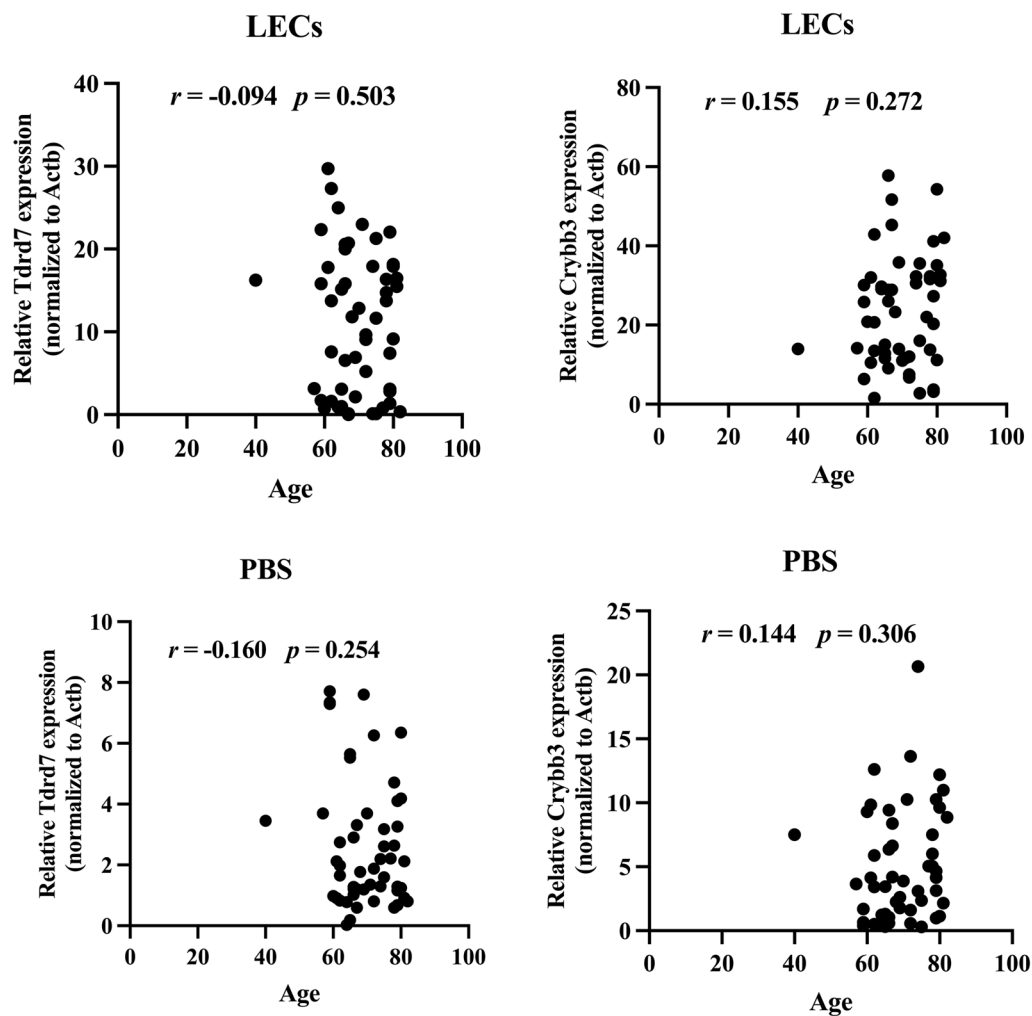 LECs
r = -0.094 p = 0.503
Relative Tdrd7 expression
(normalized to Actb)
40
30
20
10
0
0 20 40 60 80 100
Age
LECs
r = 0.155 p = 0.272
Relative Crybb3 expression
(normalized to Actb)
80
60
40
20
0
0 20 40 60 80 100
Age
PBS
r = -0.160 p = 0.254
Relative Tdrd7 expression
(normalized to Actb)
10
8
6
4
2
0
0 20 40 60 80 100
Age
PBS
r = 0.144 p = 0.306
Relative Crybb3 expression
(normalized to Actb)
25
20
15
10
5
0
0 20 40 60 80 100
Age